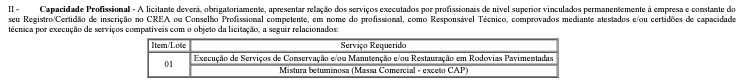 II - Capacidade Profissional - A licitante deverá, obrigatoriamente, apresentar relação dos serviços executados por profissionais de nível superior vinculados permanentemente à empresa e constante do
seu Registro/Certidão de inscrição no CREA ou Conselho Profissional competente, em nome do profissional, como Responsável Técnico, comprovados mediante atestados e/ou certidões de capacidade
técnica por execução de serviços compatíveis com o objeto da licitação, a seguir relacionados:
Item/Lote Serviço Requerido
01 Execução de Serviços de Conservação e/ou Manutenção e/ou Restauração em Rodovias Pavimentadas
Mistura betuminosa (Massa Comercial - exceto CAP)